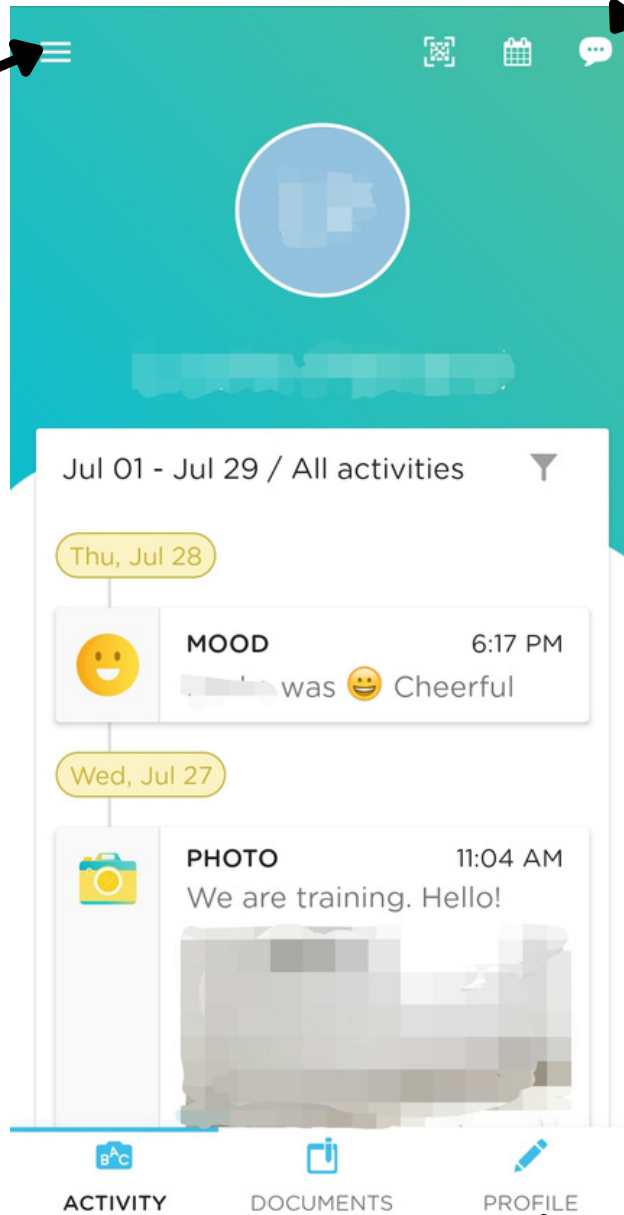 Jul 01 - Jul 29 / All activities
Thu, Jul 28
MOOD 6:17 PM
was 😀 Cheerful
Wed, Jul 27
PHOTO 11:04 AM
We are training. Hello!
BAC
ACTIVITY DOCUMENTS PROFILE